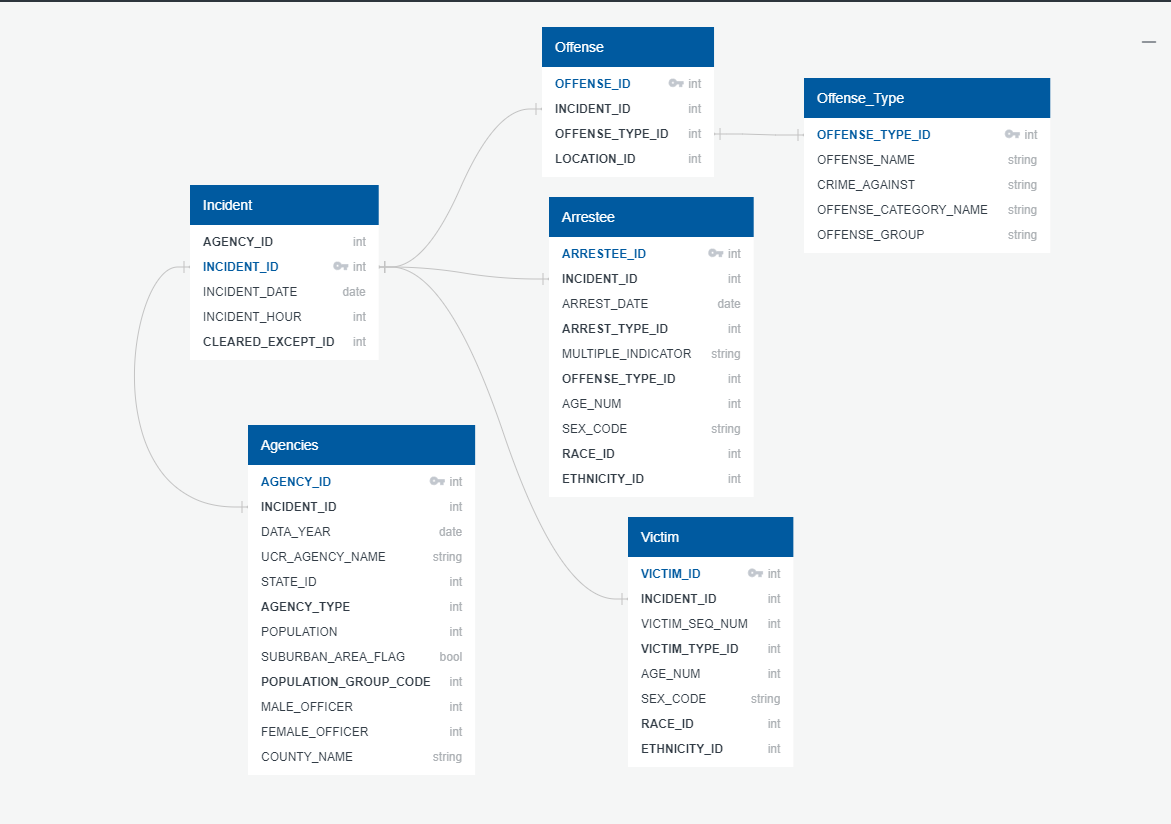 Offense
OFFENSE_ID int
INCIDENT_ID int
OFFENSE_TYPE_ID int
LOCATION_ID int
Offense_Type
OFFENSE_TYPE_ID int
OFFENSE_NAME string
CRIME_AGAINST string
OFFENSE_CATEGORY_NAME string
OFFENSE_GROUP string
Incident
AGENCY_ID int
INCIDENT_ID int
INCIDENT_DATE date
INCIDENT_HOUR int
CLEARED_EXCEPT_ID int
Arrestee
ARRESTEE_ID int
INCIDENT_ID int
ARREST_DATE date
ARREST_TYPE_ID int
MULTIPLE_INDICATOR string
OFFENSE_TYPE_ID int
AGE_NUM int
SEX_CODE string
RACE_ID int
ETHNICITY_ID int
Agencies
AGENCY_ID int
INCIDENT_ID int
DATA_YEAR date
UCR_AGENCY_NAME string
STATE_ID int
AGENCY_TYPE int
POPULATION int
SUBURBAN_AREA_FLAG bool
POPULATION_GROUP_CODE int
MALE_OFFICER int
FEMALE_OFFICER int
COUNTY_NAME string
Victim
VICTIM_ID int
INCIDENT_ID int
VICTIM_SEQ_NUM int
VICTIM_TYPE_ID int
AGE_NUM int
SEX_CODE string
RACE_ID int
ETHNICITY_ID int